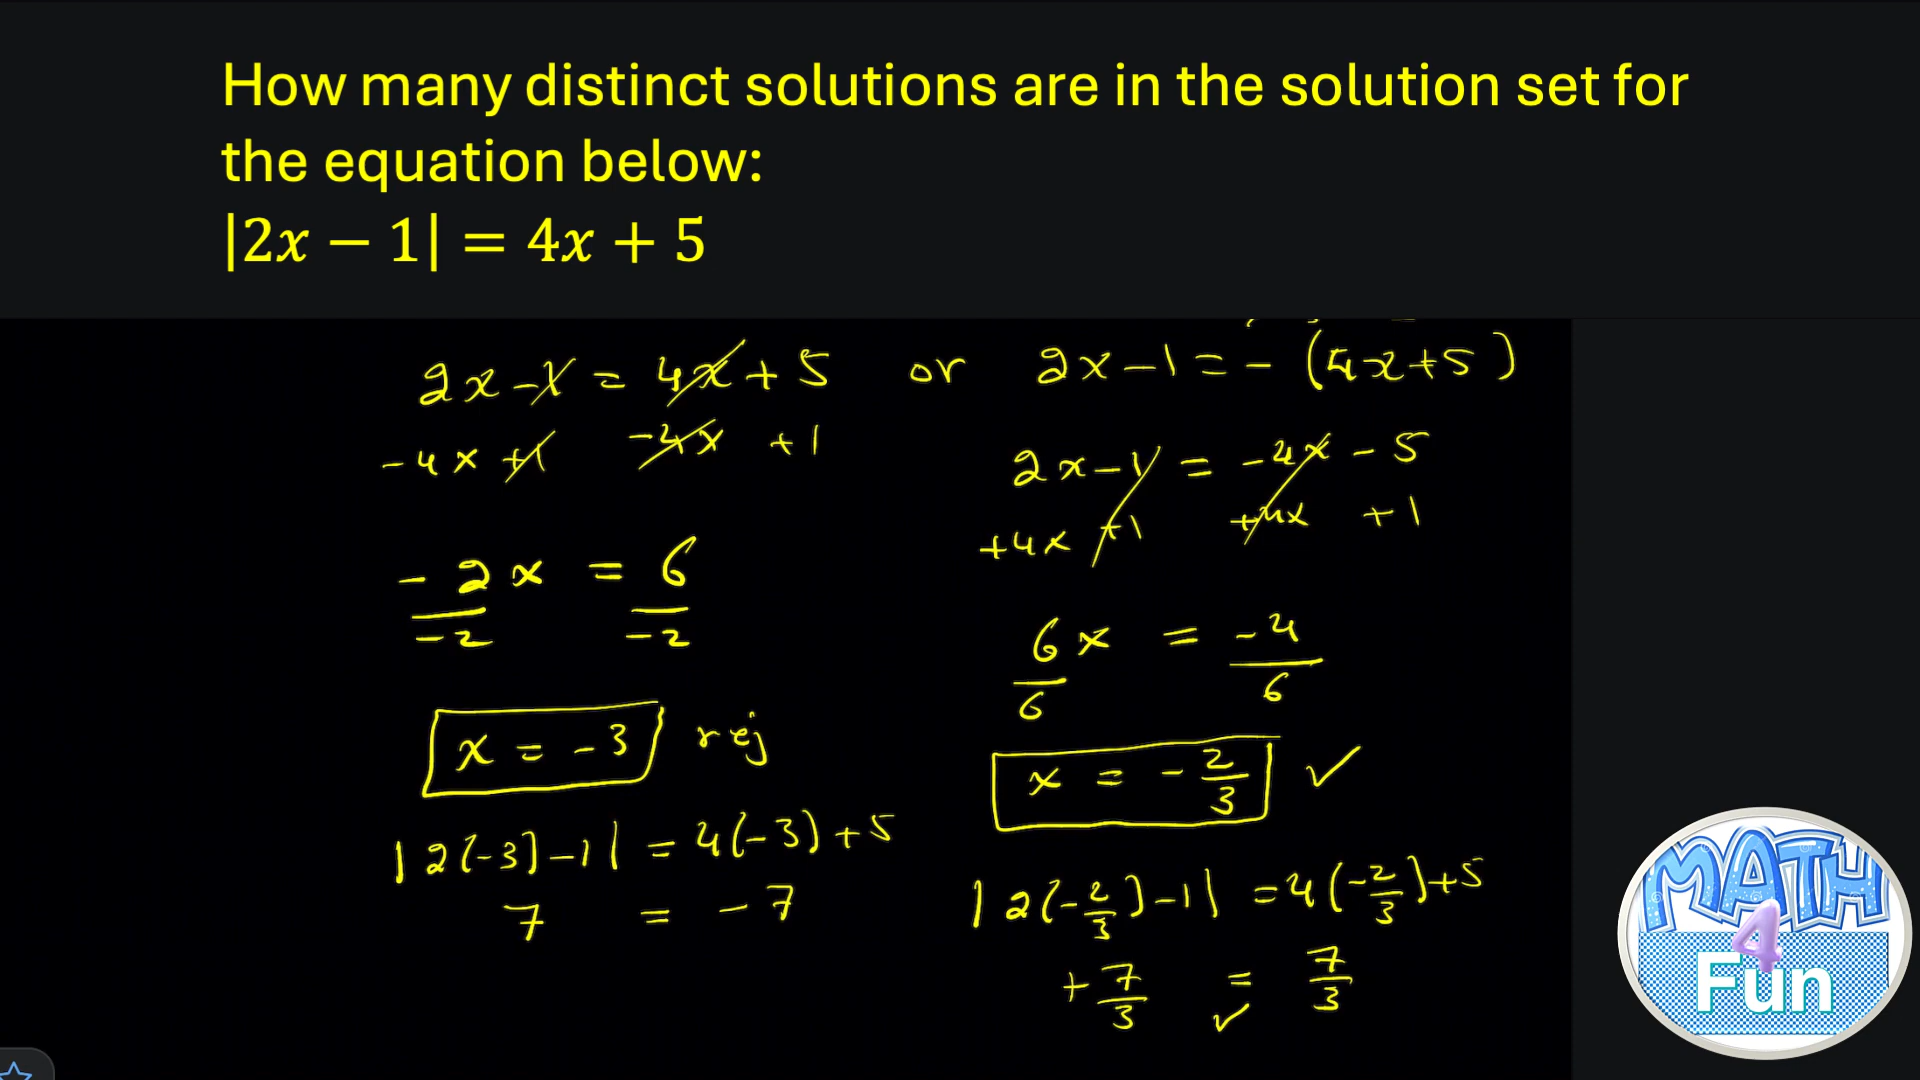 How many distinct solutions are in the solution set for
the equation below:
|2x − 1| = 4x + 5
2x - 1 = 4x + 5 or 2x - 1 = - (4x + 5)
-4x +1 -4x +1
2x - 1 = -4x - 5
+4x +1 +4x +1
-2x = 6
-2 -2
6x = -4
6 6
x = -3 rej
x = -2/3 ✓
|2(-3) - 1| = 4(-3) + 5
7 = -7
|2(-2/3) - 1| = 4(-2/3) + 5
+7/3 = 7/3
✓
MATH
4
Fun